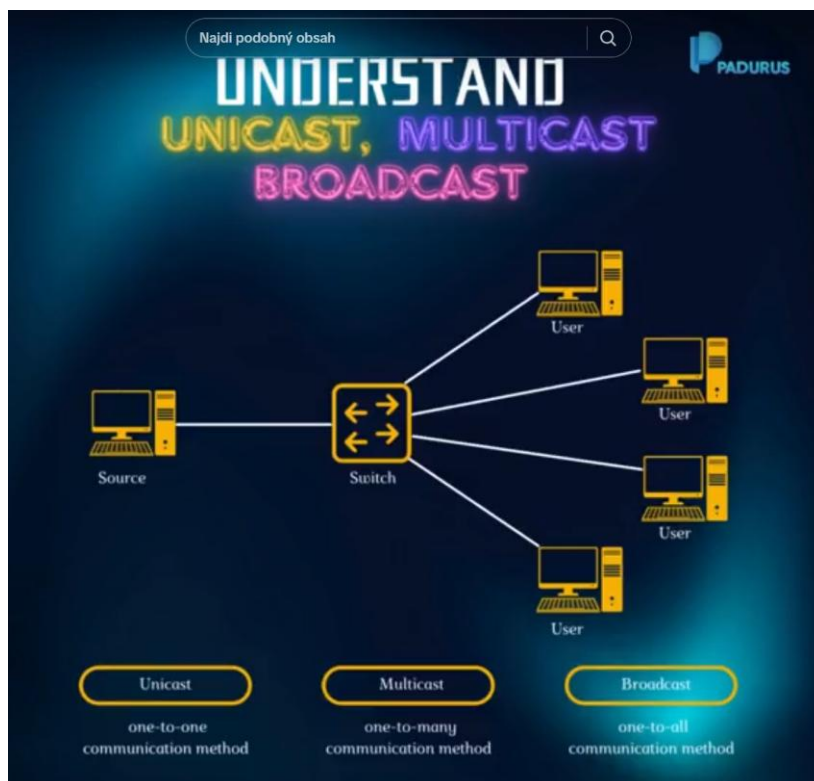 Najdi podobný obsah
PADURUS
UNDERSTAND
UNICAST, MULTICAST
BROADCAST
User
User
Source
Switch
User
User
Unicast
Multicast
Broadcast
one-to-one
communication method
one-to-many
communication method
one-to-all
communication method